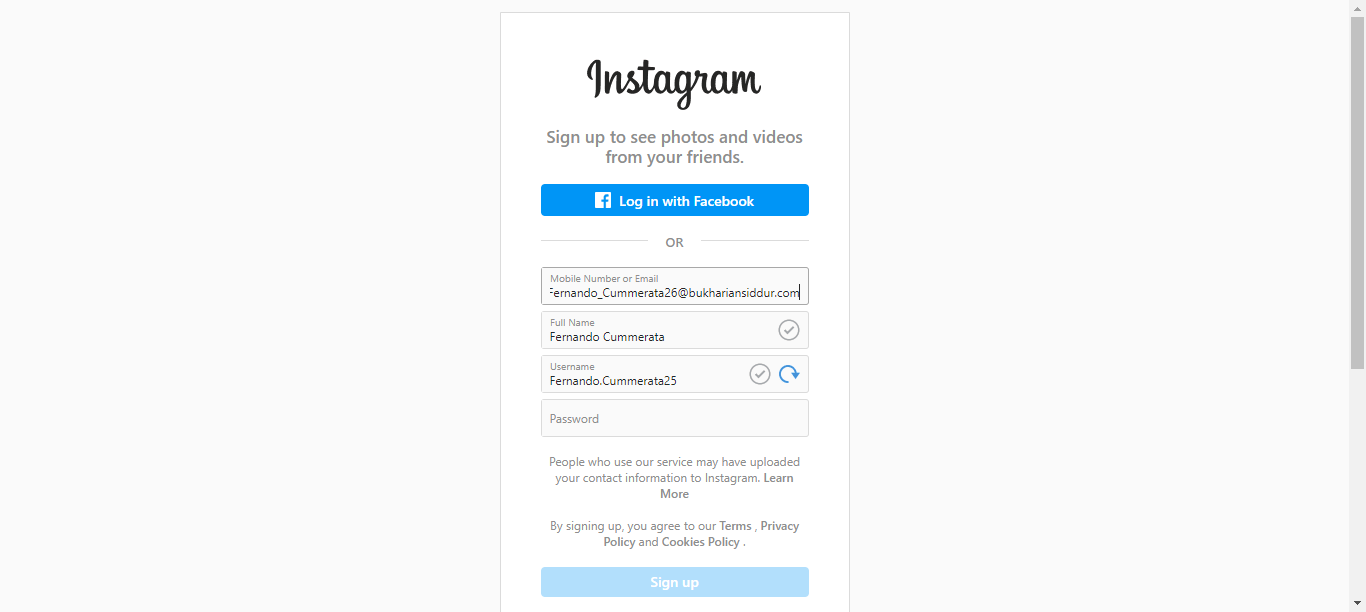 Instagram
Sign up to see photos and videos
from your friends.
Log in with Facebook
OR
Mobile Number or Email
Fernando_Cummerata26@bukhariansiddur.com
Full Name
Fernando Cummerata
Username
Fernando.Cummerata25
Password
People who use our service may have uploaded
your contact information to Instagram. Learn
More
By signing up, you agree to our Terms , Privacy
Policy and Cookies Policy .
Sign up